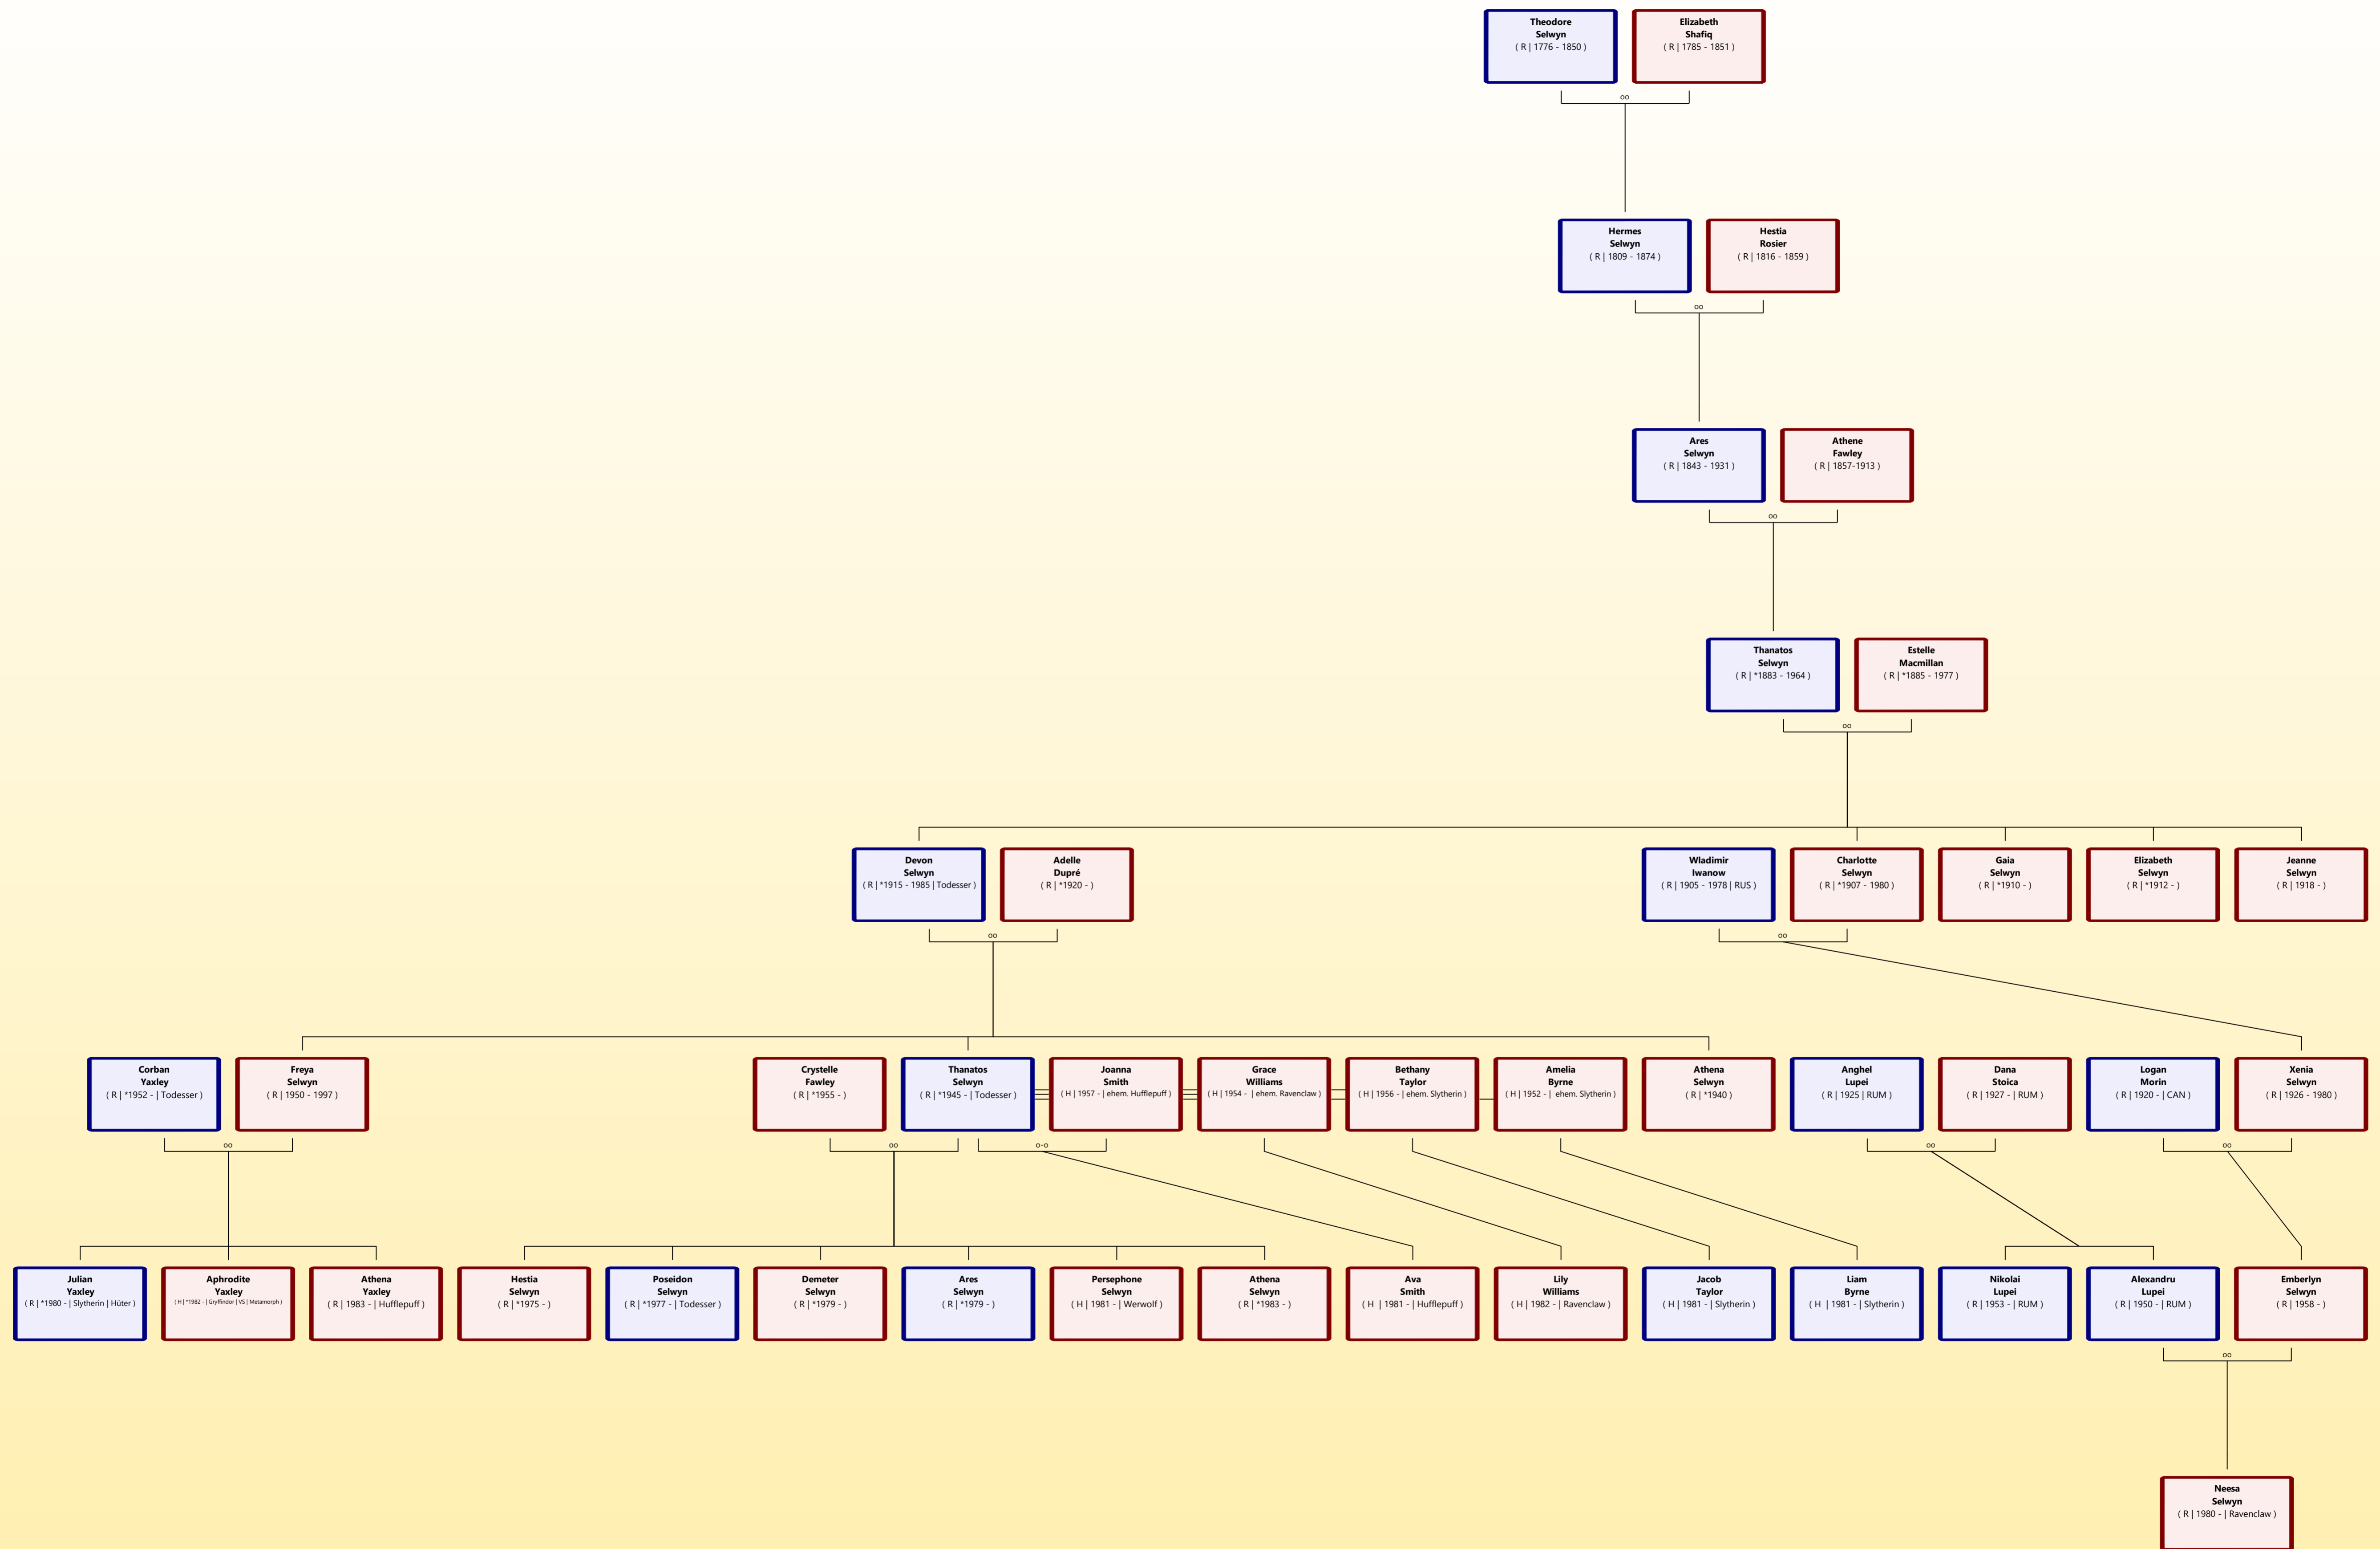 Theodore
Selwyn
( R | 1776 - 1850 )
Elizabeth
Shafiq
( R | 1785 - 1851 )
oo
Hermes
Selwyn
( R | 1809 - 1874 )
Hestia
Rosier
( R | 1816 - 1859 )
oo
Ares
Selwyn
( R | 1843 - 1931 )
Athene
Fawley
( R | 1857-1913 )
oo
Thanatos
Selwyn
( R | *1883 - 1964 )
Estelle
Macmillan
( R | *1885 - 1977 )
oo
Devon
Selwyn
( R | *1915 - 1985 | Todesser )
Adelle
Dupré
( R | *1920 - )
Wladimir
Iwanow
( R | 1905 - 1978 | RUS )
Charlotte
Selwyn
( R | *1907 - 1980 )
Gaia
Selwyn
( R | *1910 - )
Elizabeth
Selwyn
( R | *1912 - )
Jeanne
Selwyn
( R | 1918 - )
oo
oo
Corban
Yaxley
( R | *1952 - | Todesser )
Freya
Selwyn
( R | 1950 - 1997 )
Crystelle
Fawley
( R | *1955 - )
Thanatos
Selwyn
( R | *1945 - | Todesser )
Joanna
Smith
( H | 1957 - | ehem. Hufflepuff )
Grace
Williams
( H | 1954 - | ehem. Ravenclaw )
Bethany
Taylor
( H | 1956 - | ehem. Slytherin )
Amelia
Byrne
( H | 1952 - | ehem. Slytherin )
Athena
Selwyn
( R | *1940 )
Anghel
Lupei
( R | 1925 | RUM )
Dana
Stoica
( R | 1927 - | RUM )
Logan
Morin
( R | 1920 - | CAN )
Xenia
Selwyn
( R | 1926 - 1980 )
oo
oo
o-o
oo
oo
Julian
Yaxley
( R | *1980 - | Slytherin | Hüter )
Aphrodite
Yaxley
( H | *1982 - | Gryffindor | VS | Metamorph )
Athena
Yaxley
( R | 1983 - | Hufflepuff )
Hestia
Selwyn
( R | *1975 - )
Poseidon
Selwyn
( R | *1977 - | Todesser )
Demeter
Selwyn
( R | *1979 - )
Ares
Selwyn
( R | *1979 - )
Persephone
Selwyn
( H | 1981 - | Werwolf )
Athena
Selwyn
( R | *1983 - )
Ava
Smith
( H | 1981 - | Hufflepuff )
Lily
Williams
( H | 1982 - | Ravenclaw )
Jacob
Taylor
( H | 1981 - | Slytherin )
Liam
Byrne
( H | 1981 - | Slytherin )
Nikolai
Lupei
( R | 1953 - | RUM )
Alexandru
Lupei
( R | 1950 - | RUM )
Emberlyn
Selwyn
( R | 1958 - )
oo
Neesa
Selwyn
( R | 1980 - | Ravenclaw )